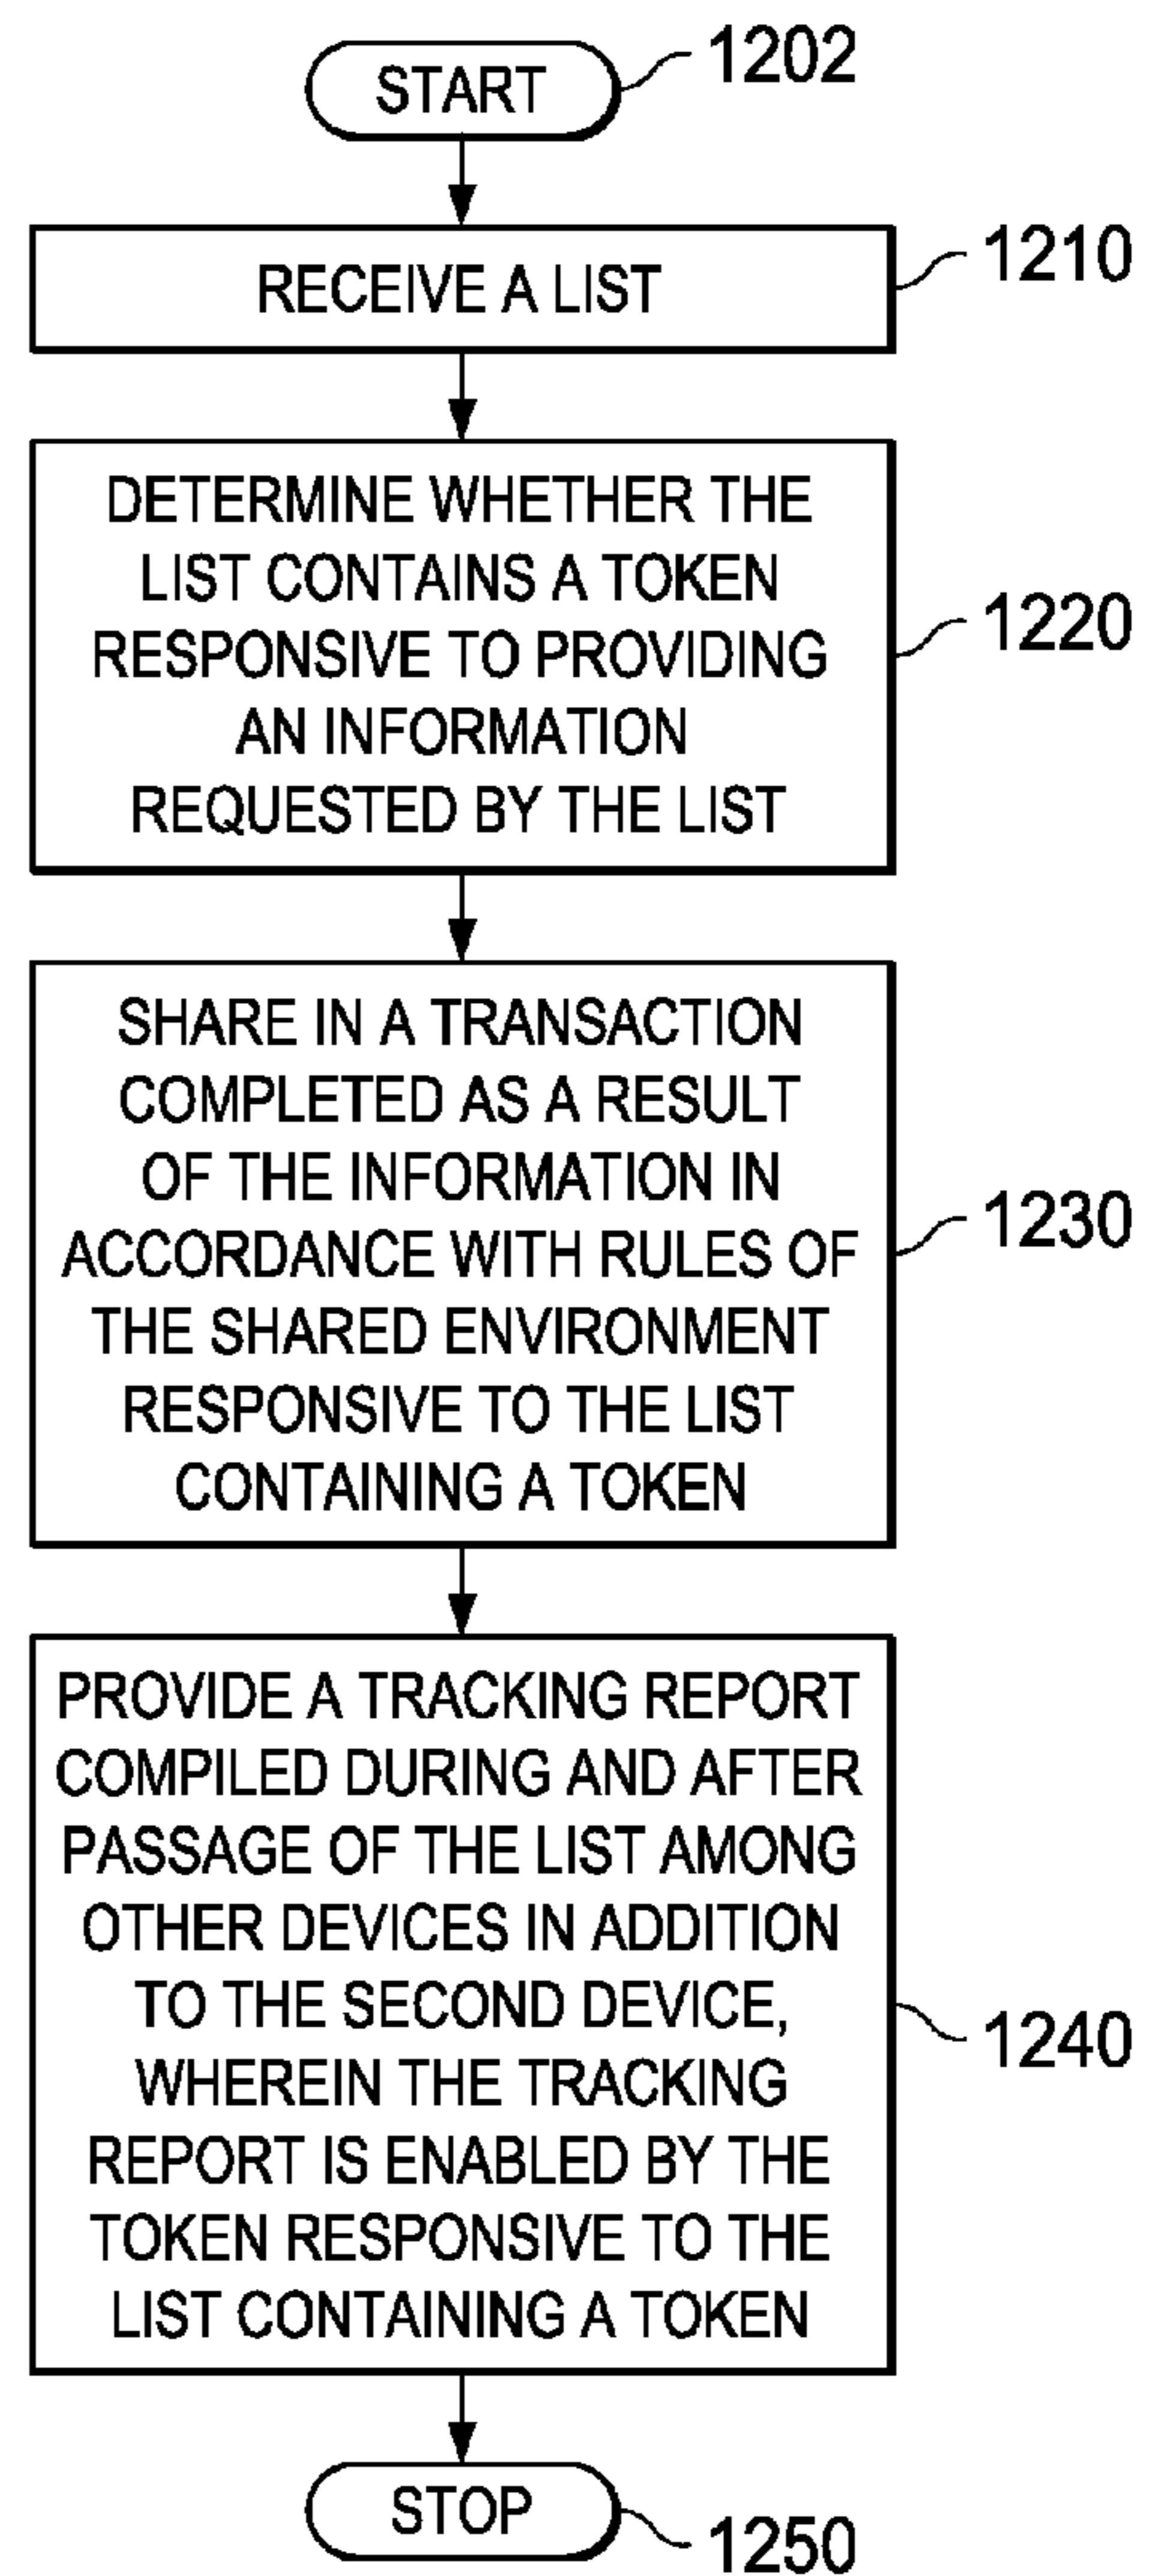 START
1202
RECEIVE A LIST
1210
DETERMINE WHETHER THE
LIST CONTAINS A TOKEN
RESPONSIVE TO PROVIDING
AN INFORMATION
REQUESTED BY THE LIST
1220
SHARE IN A TRANSACTION
COMPLETED AS A RESULT
OF THE INFORMATION IN
ACCORDANCE WITH RULES OF
THE SHARED ENVIRONMENT
RESPONSIVE TO THE LIST
CONTAINING A TOKEN
1230
PROVIDE A TRACKING REPORT
COMPILED DURING AND AFTER
PASSAGE OF THE LIST AMONG
OTHER DEVICES IN ADDITION
TO THE SECOND DEVICE,
WHEREIN THE TRACKING
REPORT IS ENABLED BY THE
TOKEN RESPONSIVE TO THE
LIST CONTAINING A TOKEN
1240
STOP
1250